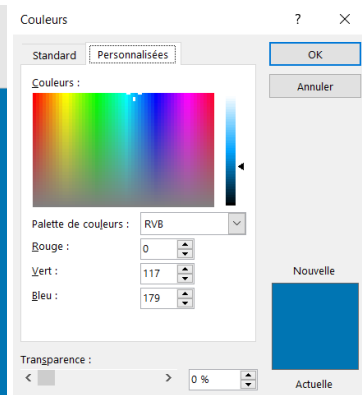 Couleurs ? ×
Standard Personnalisées OK
Couleurs : Annuler
Palette de couleurs : RVB
Rouge : 0
Vert : 117
Bleu : 179
Nouvelle
Transparence :
0 %
Actuelle